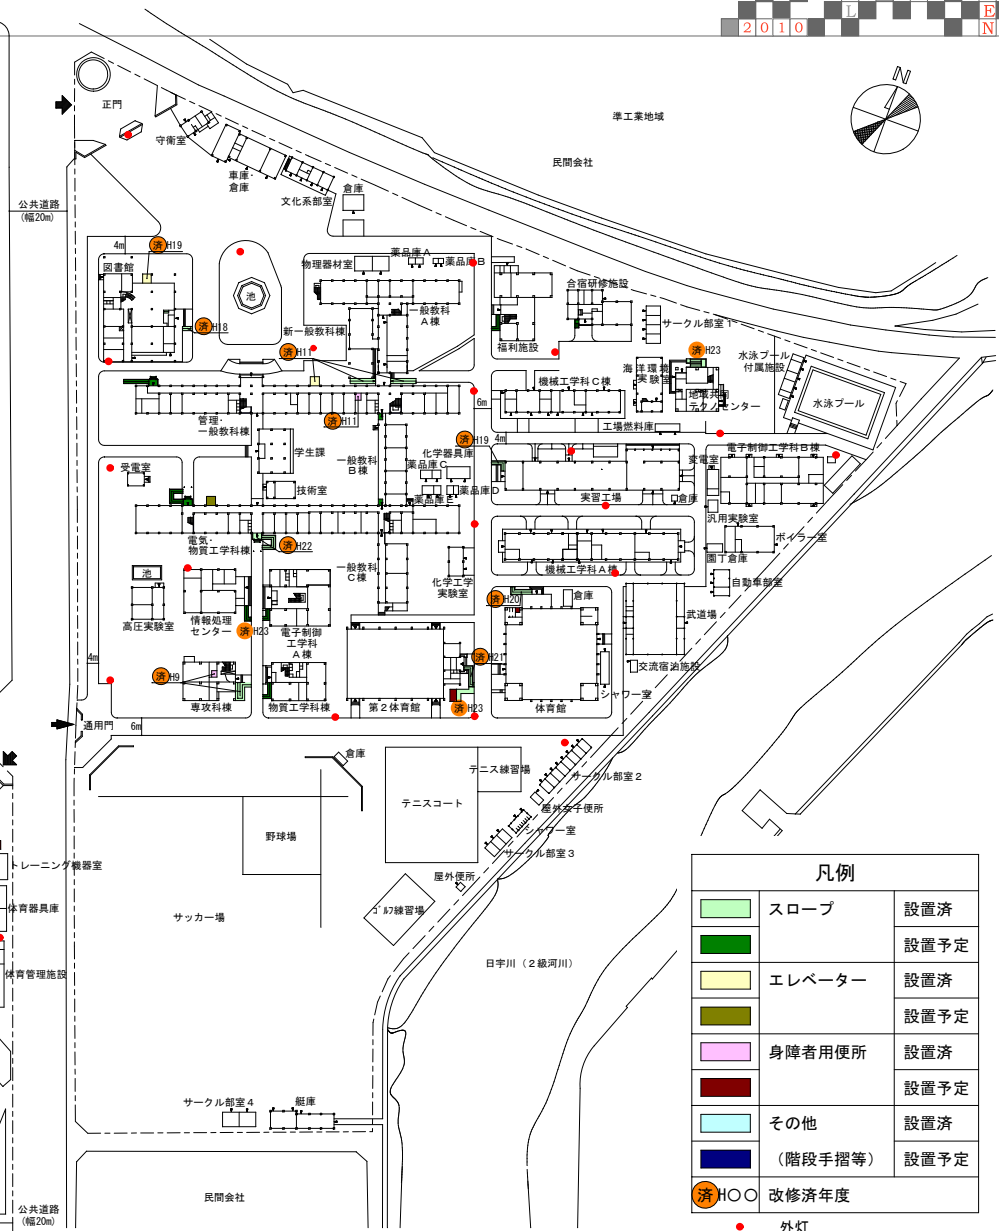 L
E
2010
N
N
正門
守衛室
準工業地域
民間会社
車庫・
倉庫
文化系部室
倉庫
公共道路
(幅20m)
4m
済H19
図書館
物理器材室
薬品庫A
薬品庫B
池
合宿研修施設
一般教科
A棟
済H18
新一般教科棟
サークル部室1
福利施設
済H11
済H23
水泳プール
付属施設
海洋環境
実験室
機械工学科C棟
地域共同
テクノセンター
水泳プール
6m
管理・
一般教科棟
済H11
工場燃料庫
済H19
4m
学生課
化学器具庫
電子制御工学科B棟
一般教科
B棟
薬品庫C
変電室
受電室
技術室
薬品庫E
薬品庫D
実習工場
倉庫
汎用実験室
電気・
物質工学科棟
済H22
ボイラー室
園丁倉庫
一般教科
C棟
機械工学科A棟
池
化学工学
実験室
自動車部室
済H20
倉庫
高圧実験室
情報処理
センター
済H23
電子制御
工学科
A棟
武道場
4m
済H21
交流宿泊施設
済H9
シャワー室
専攻科棟
物質工学科棟
第2体育館
済H23
体育館
通用門
6m
倉庫
テニス練習場
サークル部室2
テニスコート
屋外女子便所
野球場
シャワー室
サークル部室3
トレーニング機器室
屋外便所
体育器具庫
サッカー場
ゴルフ練習場
日宇川(2級河川)
体育管理施設
サークル部室4
艇庫
民間会社
公共道路
(幅20m)
凡例
スロープ
設置済
設置予定
エレベーター
設置済
設置予定
身障者用便所
設置済
設置予定
その他
設置済
(階段手摺等)
設置予定
済H○○
改修済年度
外灯